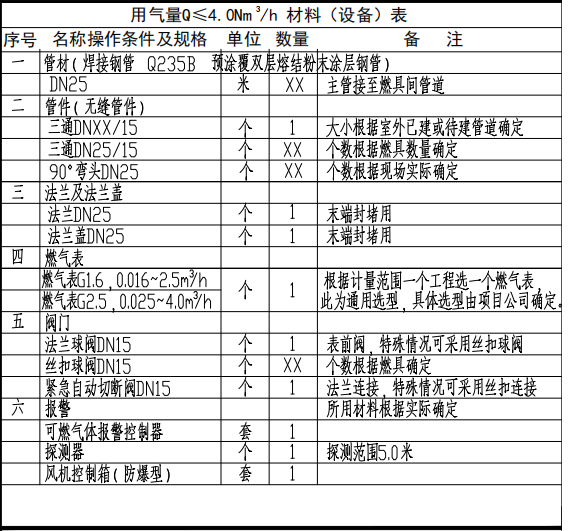 用气量Q≤4.0Nm³/h 材料（设备）表
序号 名称操作条件及规格 单位 数量 备 注
一 管材(焊接钢管 Q235B 预涂覆双层熔结粉末涂层钢管)
DN25 米 XX 主管接至燃具间管道
二 管件(无缝管件)
三通DNXX/15 个 1 大小根据室外已建或待建管道确定
三通DN25/15 个 XX 个数根据燃具数量确定
90°弯头DN25 个 XX 个数根据现场实际确定
三 法兰及法兰盖
法兰DN25 个 1 末端封堵用
法兰盖DN25 个 1 末端封堵用
四 燃气表
燃气表G1.6,0.016~2.5m³/h 个 1 根据计量范围一个工程选一个燃气表,
燃气表G2.5,0.025~4.0m³/h 此为通用选型,具体选型由项目公司确定。
五 阀门
法兰球阀DN15 个 1 表前阀,特殊情况可采用丝扣球阀
丝扣球阀DN15 个 XX 个数根据燃具确定
紧急自动切断阀DN15 个 1 法兰连接,特殊情况可采用丝扣连接
六 报警 所用材料根据实际确定
可燃气体报警控制器 套 1
探测器 个 1 探测范围5.0米
风机控制箱(防爆型) 套 1